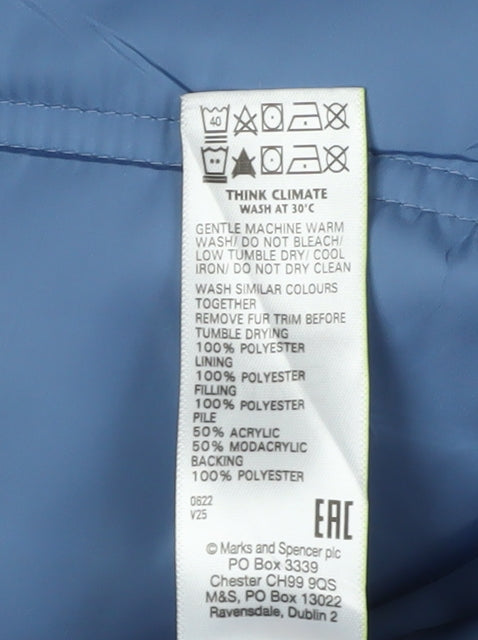 40
THINK CLIMATE
WASH AT 30°C
GENTLE MACHINE WARM
WASH/ DO NOT BLEACH/
LOW TUMBLE DRY/ COOL
IRON/ DO NOT DRY CLEAN
WASH SIMILAR COLOURS
TOGETHER
REMOVE FUR TRIM BEFORE
TUMBLE DRYING
100% POLYESTER
LINING
100% POLYESTER
FILLING
100% POLYESTER
PILE
50% ACRYLIC
50% MODACRYLIC
BACKING
100% POLYESTER
0622
V25
EAC
© Marks and Spencer plc
PO Box 3339
Chester CH99 9QS
M&S, PO Box 13022
Ravensdale, Dublin 2